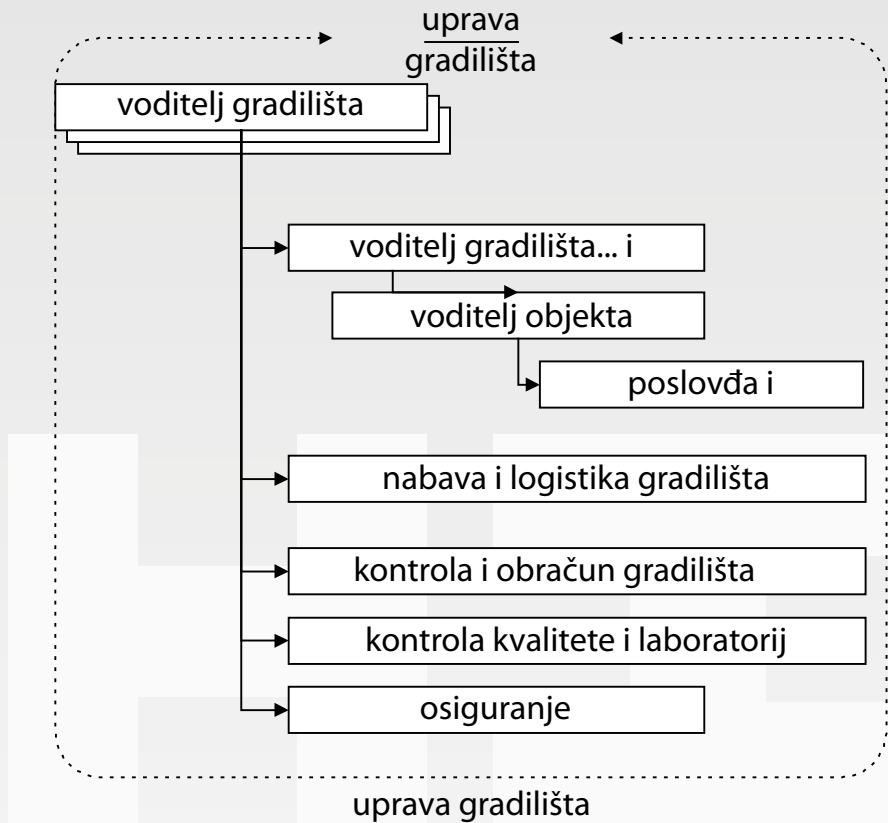 uprava
gradilišta
voditelj gradilišta
voditelj gradilišta... i
voditelj objekta
poslovđa i
nabava i logistika gradilišta
kontrola i obračun gradilišta
kontrola kvalitete i laboratorij
osiguranje
uprava gradilišta